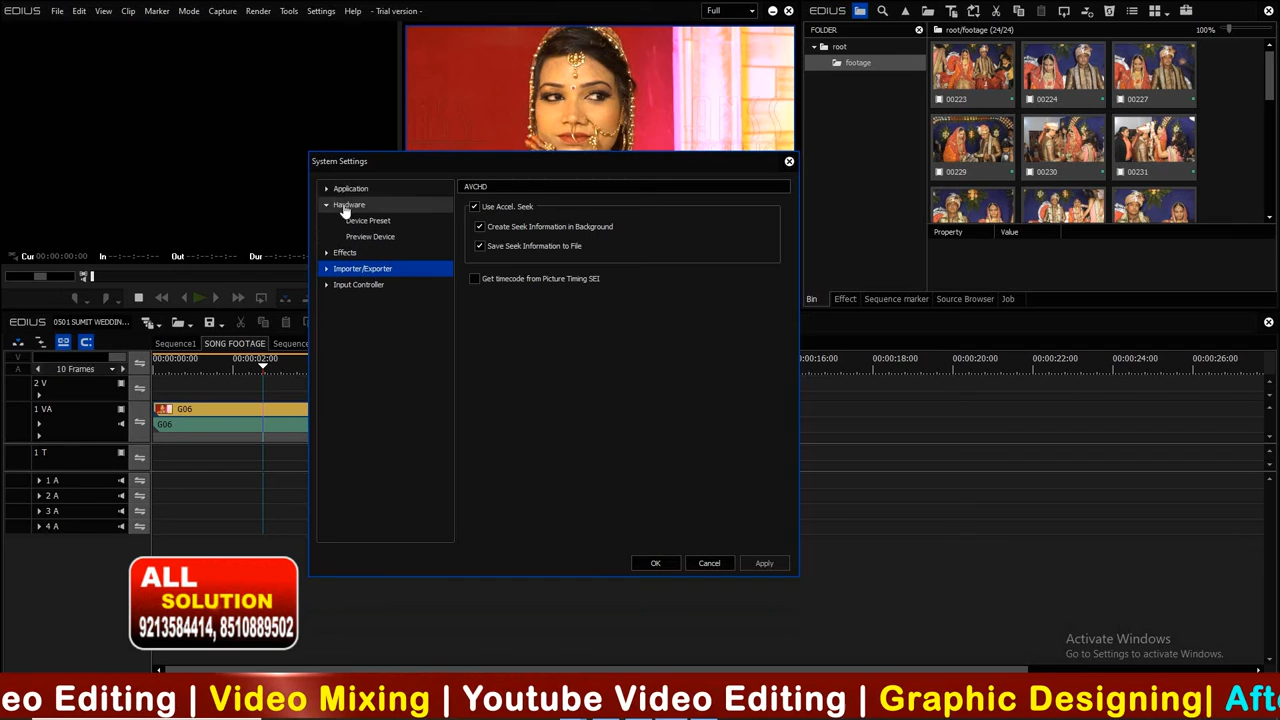 EDIUS File Edit View Clip Marker Mode Capture Render Tools Settings Help - Trial version -
Full
EDIUS
FOLDER
root/footage (24/24)
100%
root
footage
00223
00224
00227
00229
00230
00231
System Settings
Application
Hardware
Device Preset
Preview Device
Effects
Importer/Exporter
Input Controller
AVCHD
Use Accel. Seek
Create Seek Information in Background
Save Seek Information to File
Get timecode from Picture Timing SEI
OK Cancel Apply
Property Value
Cur 00:00:00:00 In --:--:--:-- Out --:--:--:-- Dur
Bin Effect Sequence marker Source Browser Job
EDIUS 0501 SUMIT WEDDIN...
Sequence1 SONG FOOTAGE
V
A
10 Frames
00:00:00:00 00:00:02:00
00:00:18:00 00:00:20:00 00:00:22:00 00:00:24:00 00:00:26:00
2 V
1 VA
G06
G06
1 T
1 A
2 A
3 A
4 A
ALL
SOLUTION
9213584414, 8510889502
Activate Windows
Go to Settings to activate Windows.
eo Editing | Video Mixing | Youtube Video Editing | Graphic Designing|